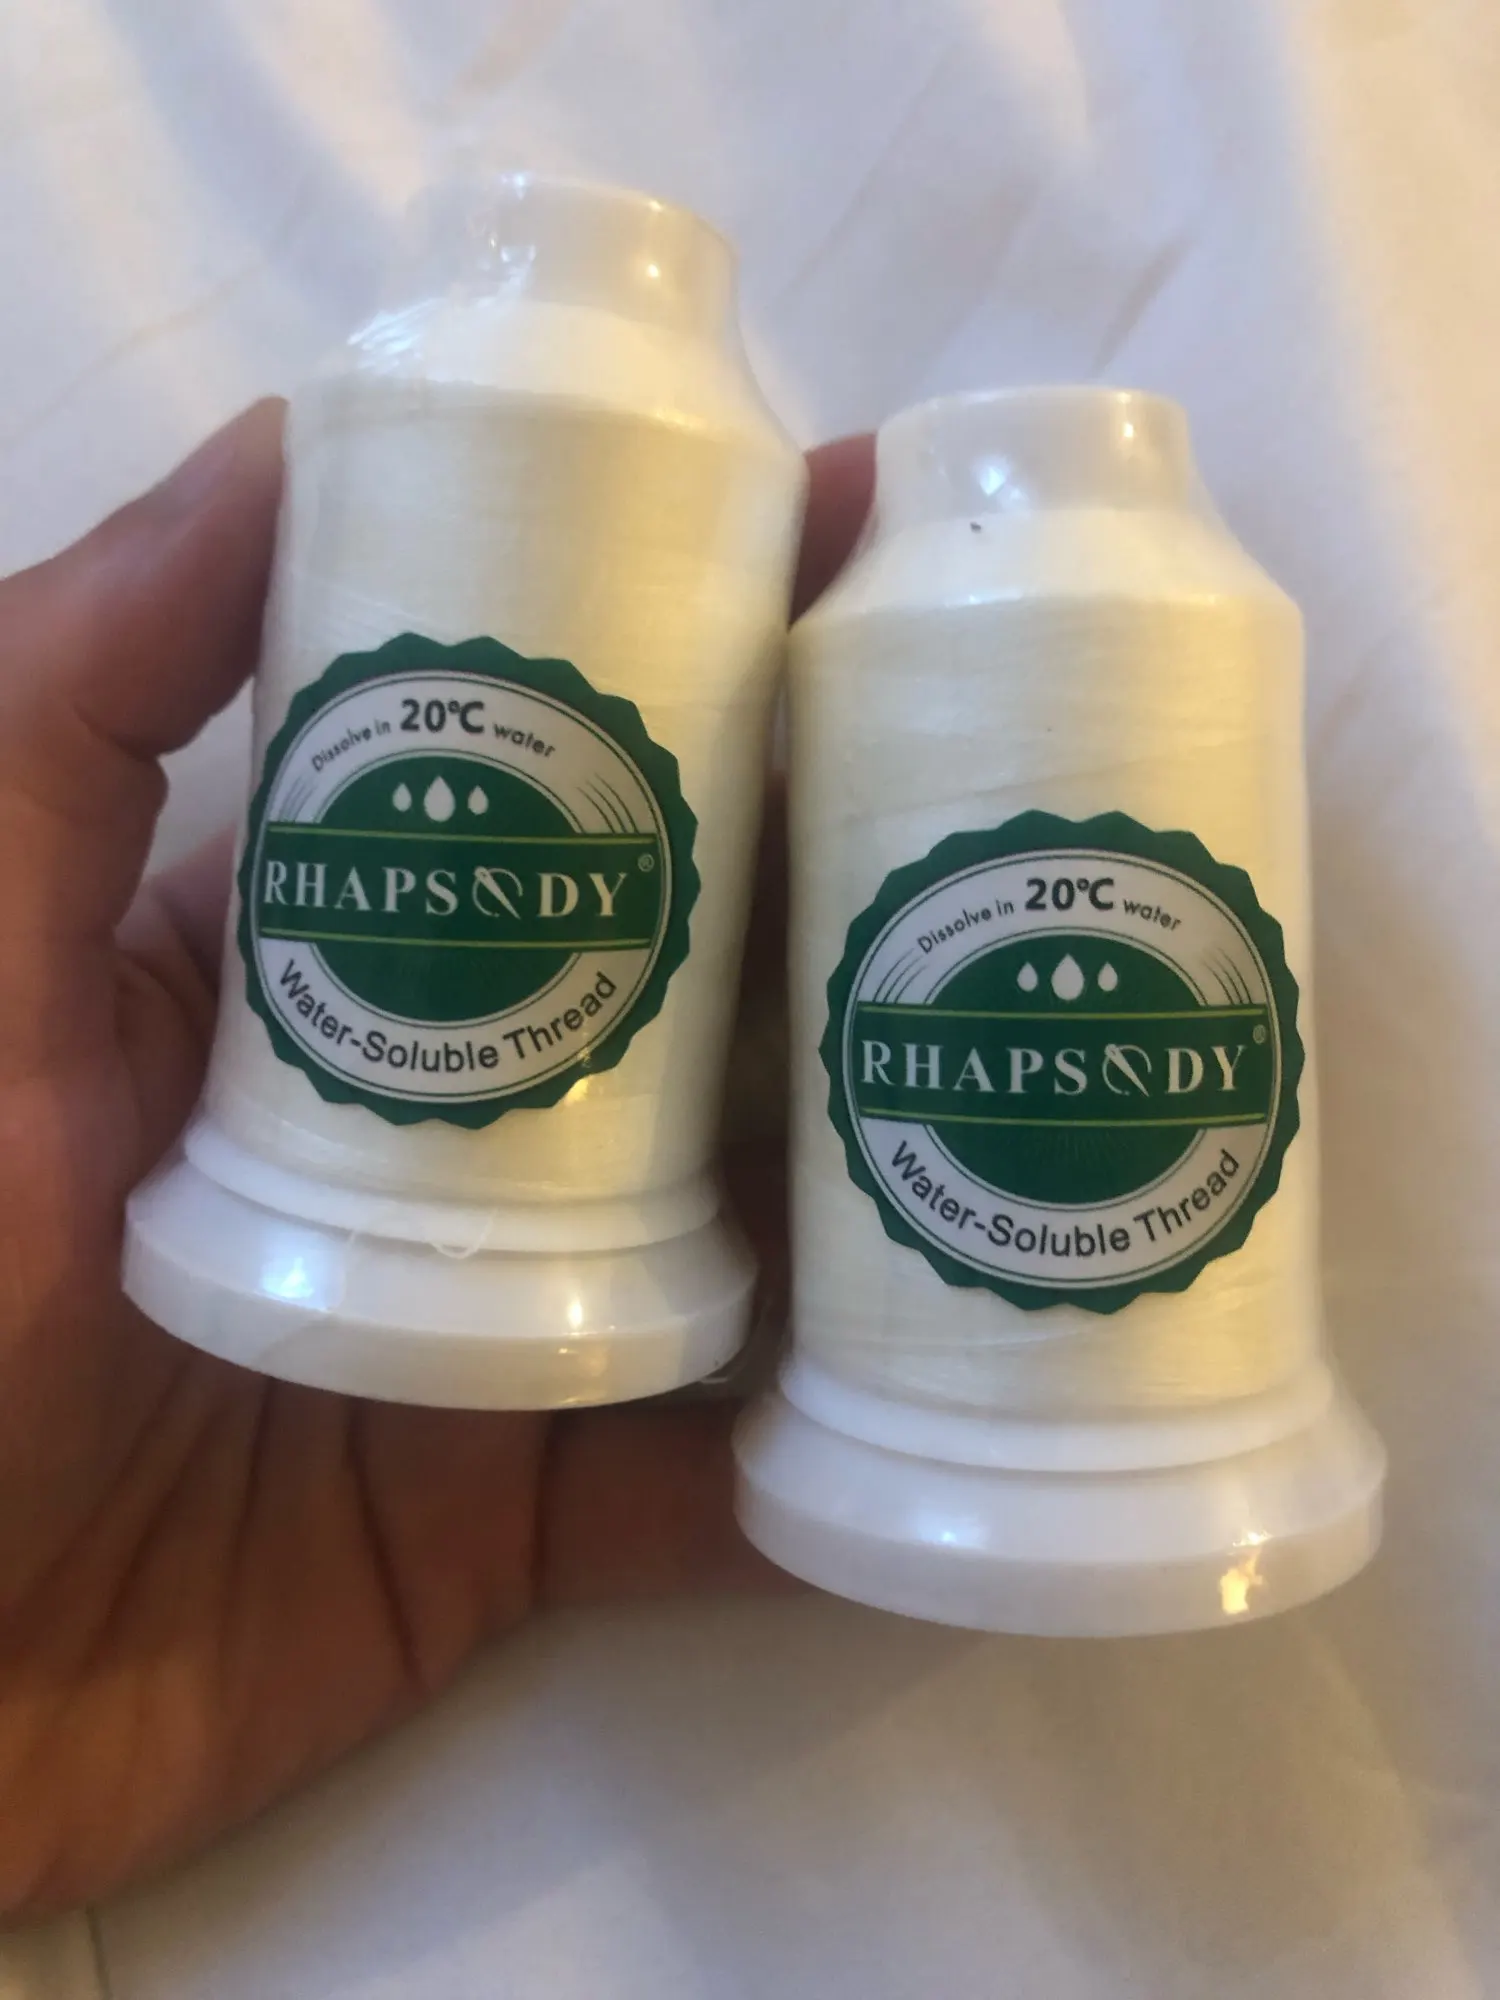 Dissolve in 20℃ water
RHAPSODY®
Water-Soluble Thread
Dissolve in 20℃ water
RHAPSODY®
Water-Soluble Thread